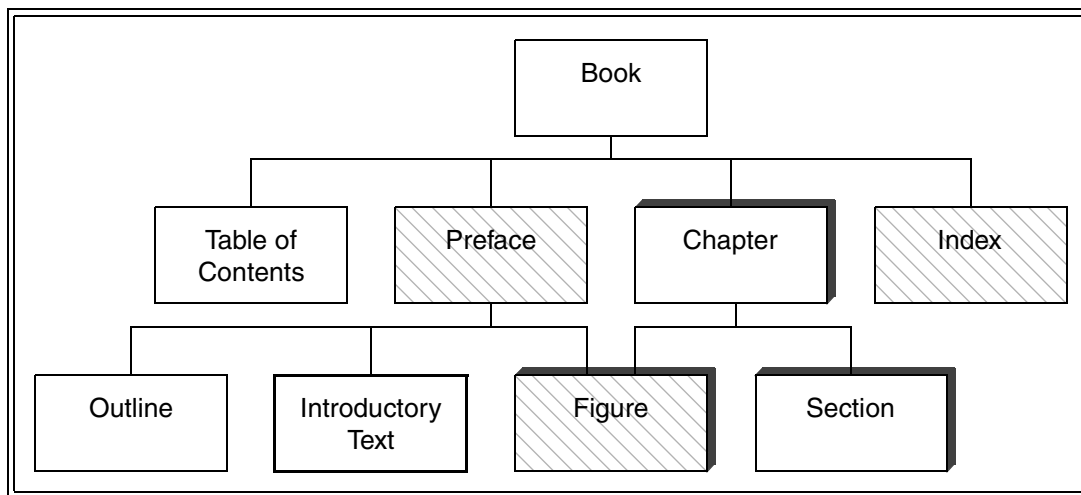 Book
Table of
Contents
Preface
Chapter
Index
Outline
Introductory
Text
Figure
Section